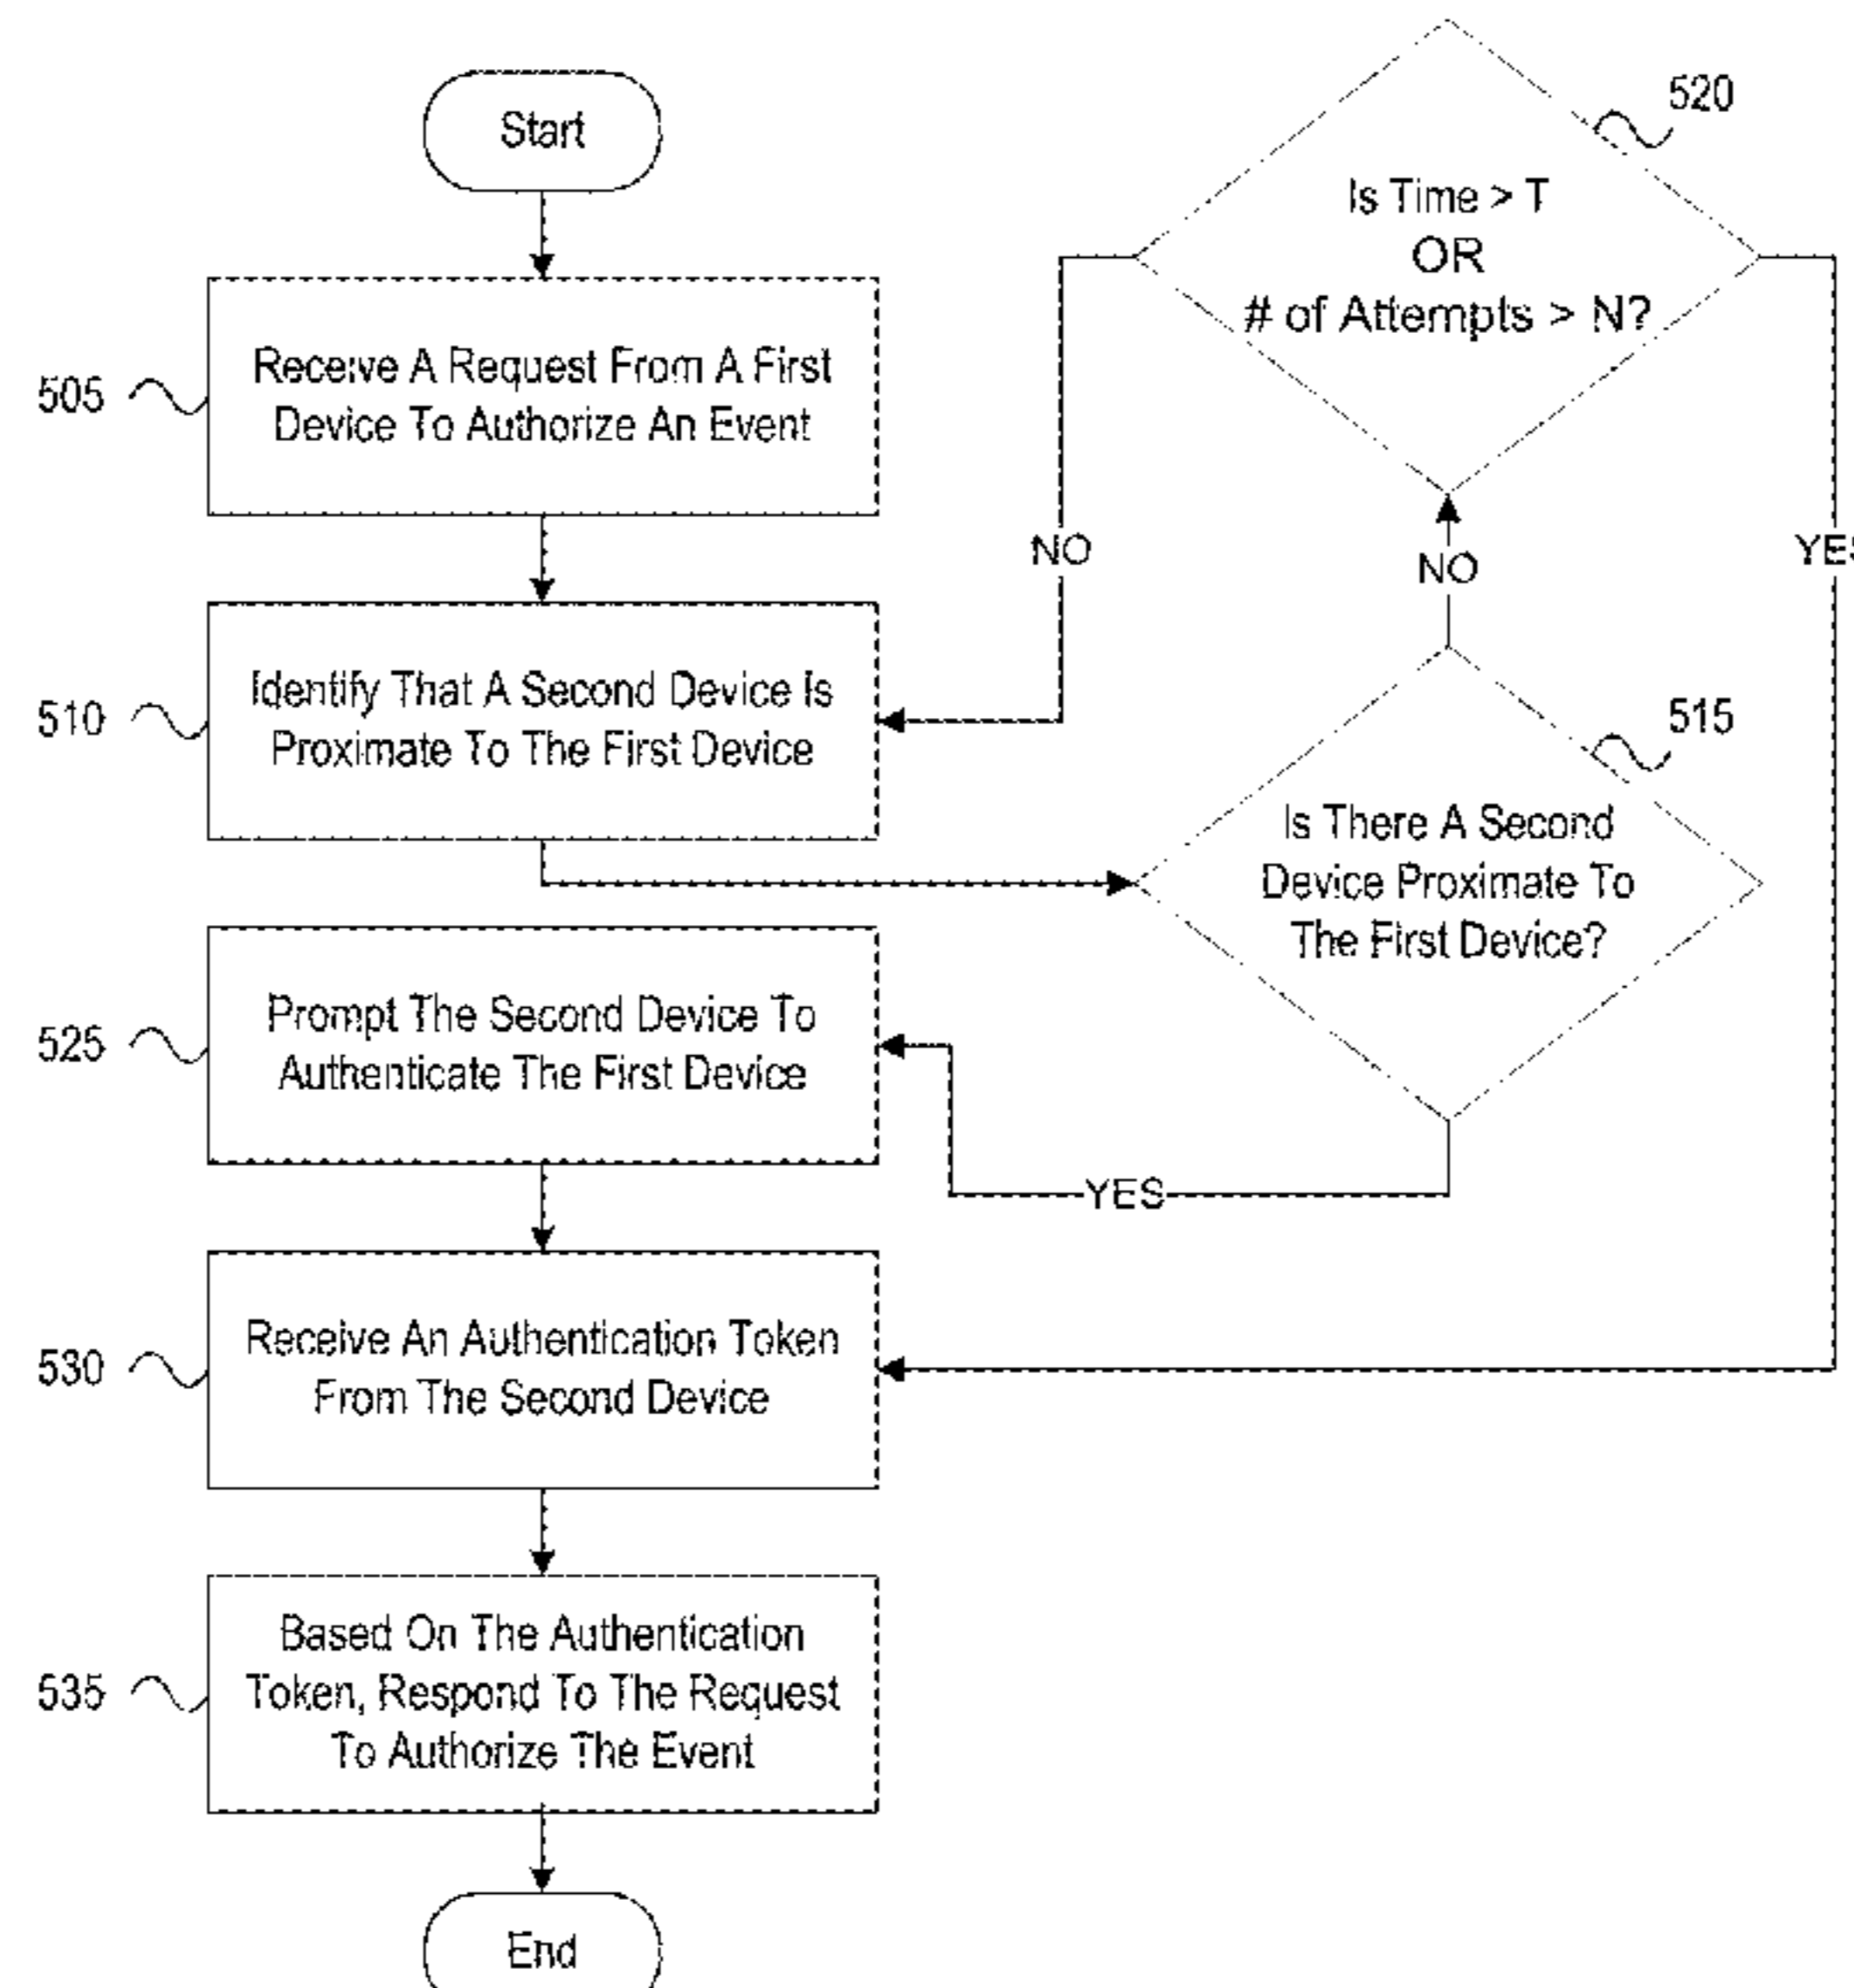 Start
505
Receive A Request From A First
Device To Authorize An Event
510
Identify That A Second Device Is
Proximate To The First Device
520
Is Time > T
OR
# of Attempts > N?
NO
YES
NO
515
Is There A Second
Device Proximate To
The First Device?
YES
525
Prompt The Second Device To
Authenticate The First Device
530
Receive An Authentication Token
From The Second Device
535
Based On The Authentication
Token, Respond To The Request
To Authorize The Event
End